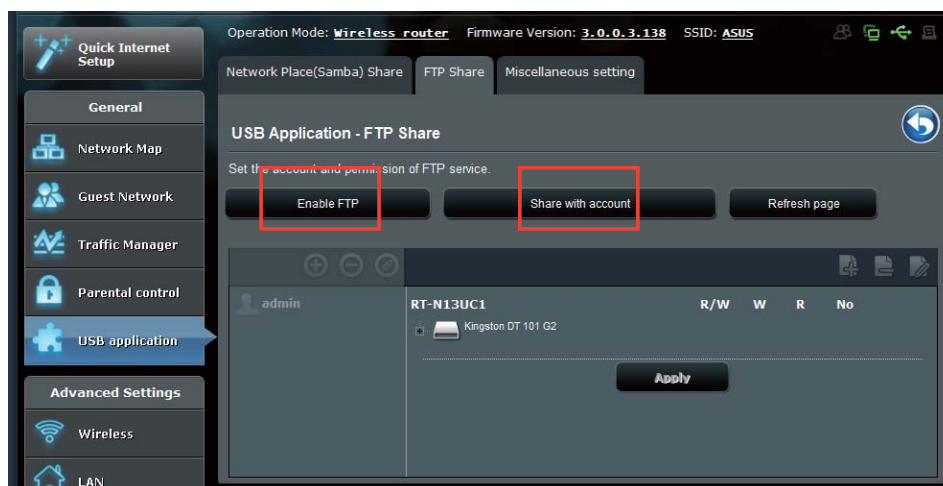 Quick Internet
Setup
General
Network Map
Guest Network
Traffic Manager
Parental control
USB application
Advanced Settings
Wireless
LAN
Operation Mode: Wireless router Firmware Version: 3.0.0.3.138 SSID: ASUS
Network Place(Samba) Share FTP Share Miscellaneous setting
USB Application - FTP Share
Set the account and permission of FTP service.
Enable FTP Share with account Refresh page
admin
RT-N13UC1 R/W W R No
Kingston DT 101 G2
Apply